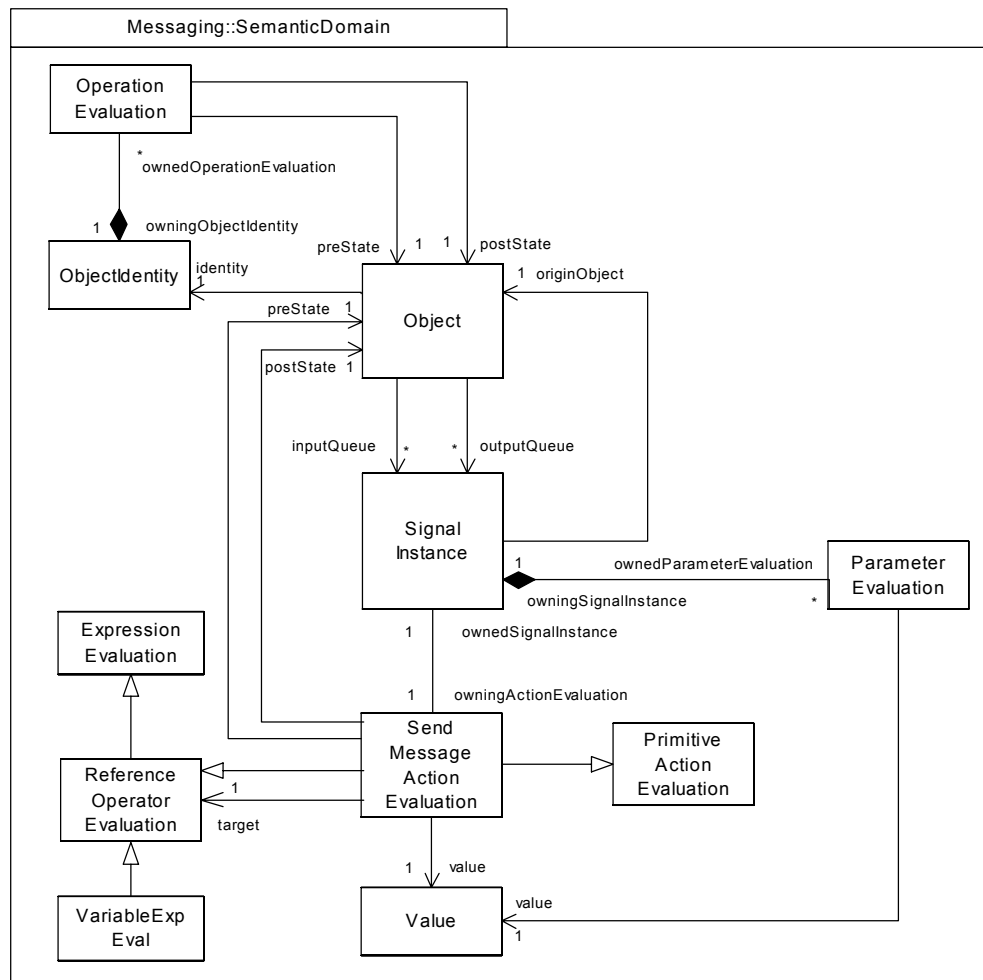 Messaging::SemanticDomain
Operation
Evaluation
*
ownedOperationEvaluation
1
owningObjectIdentity
ObjectIdentity
identity
1
preState
1
1
postState
1
originObject
Object
preState
1
postState
1
inputQueue
*
*
outputQueue
Signal
Instance
1
ownedParameterEvaluation
owningSignalInstance
*
Parameter
Evaluation
1
ownedSignalInstance
1
owningActionEvaluation
Expression
Evaluation
Send
Message
Action
Evaluation
Primitive
Action
Evaluation
Reference
Operator
Evaluation
1
target
1
value
VariableExp
Eval
Value
value
1